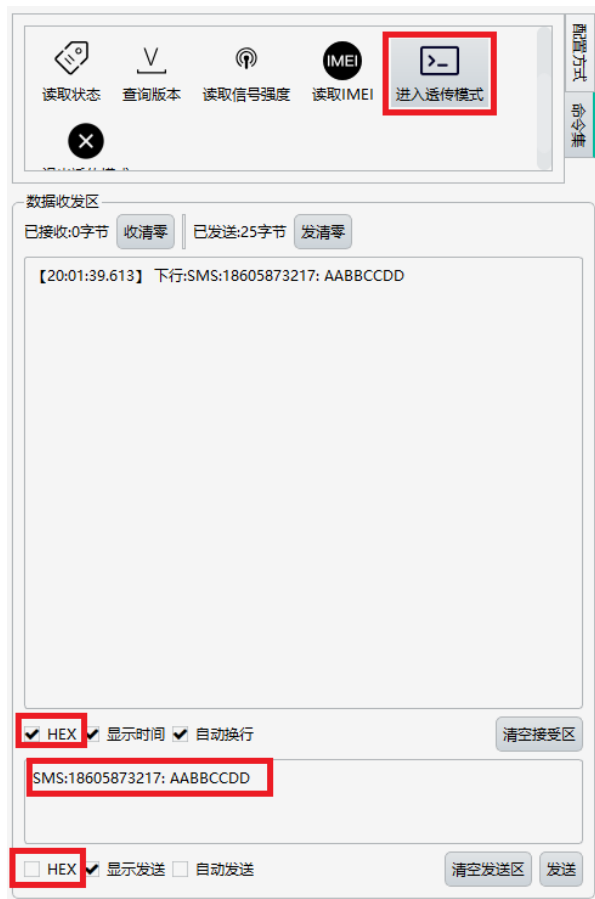 配置方式
命令集
IMEI
读取状态 查询版本 读取信号强度 读取IMEI 进入透传模式
数据收发区
已接收:0字节 收清零 已发送:25字节 发清零
【20:01:39.613】 下行:SMS:18605873217: AABBCCDD
HEX 显示时间 自动换行 清空接受区
SMS:18605873217: AABBCCDD
HEX 显示发送 自动发送 清空发送区 发送